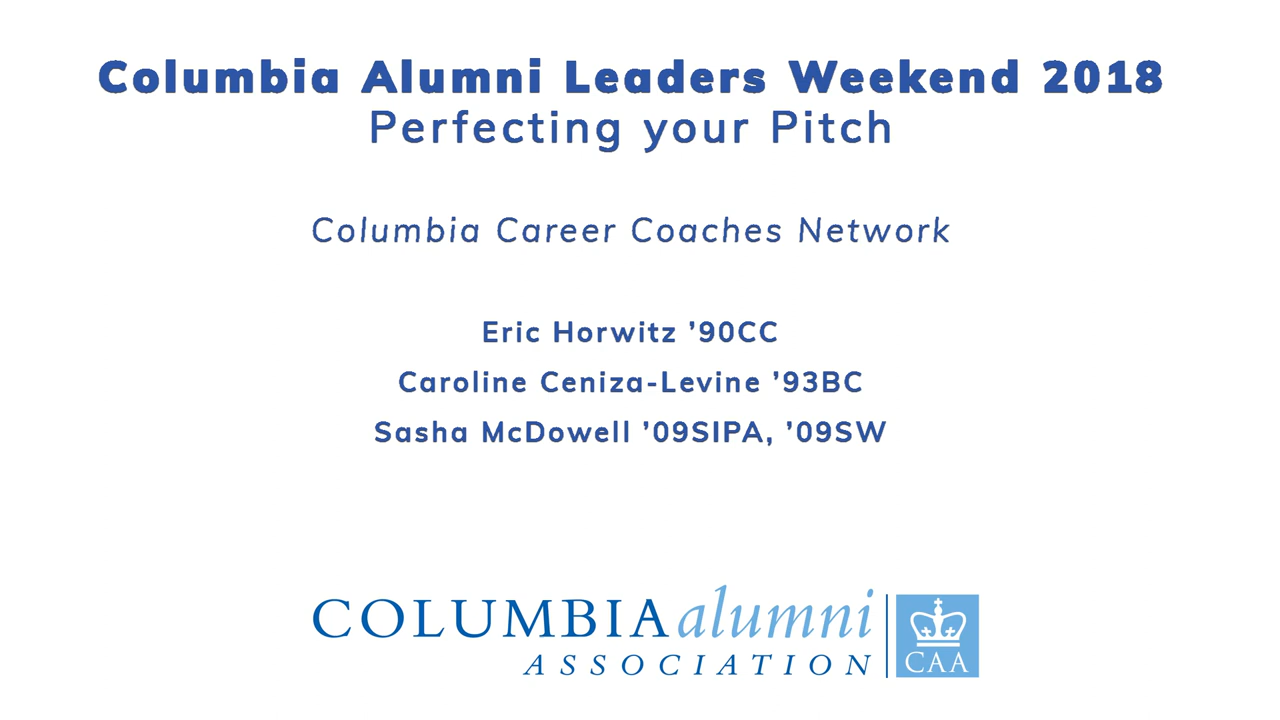 Columbia Alumni Leaders Weekend 2018
Perfecting your Pitch
Columbia Career Coaches Network
Eric Horwitz ’90CC
Caroline Ceniza-Levine ’93BC
Sasha McDowell ’09SIPA, ’09SW
COLUMBIA alumni
ASSOCIATION
CAA